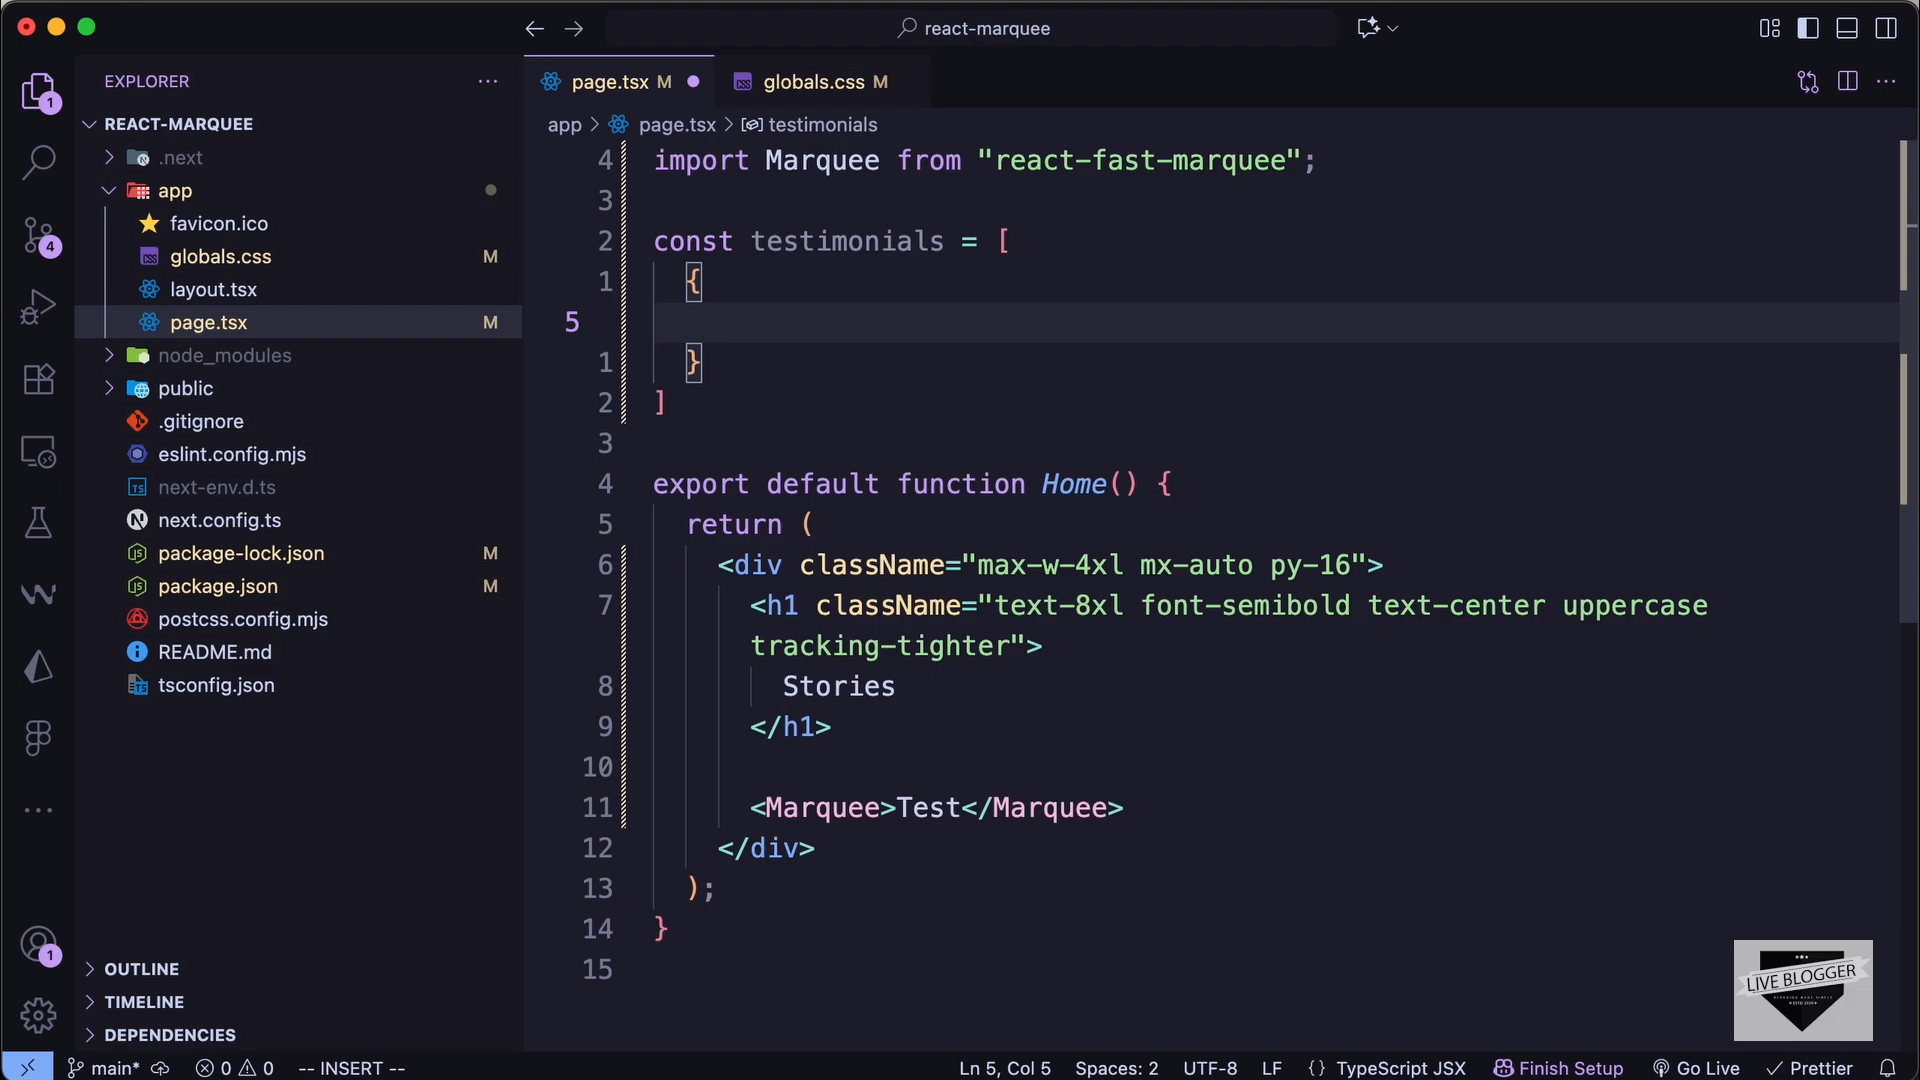 react-marquee
EXPLORER
REACT-MARQUEE
.next
app
favicon.ico
globals.css M
layout.tsx
page.tsx M
node_modules
public
.gitignore
eslint.config.mjs
next-env.d.ts
next.config.ts
package-lock.json M
package.json M
postcss.config.mjs
README.md
tsconfig.json
OUTLINE
TIMELINE
DEPENDENCIES
1
4
1
page.tsx M
globals.css M
app > page.tsx > testimonials
4 import Marquee from "react-fast-marquee";
3
2 const testimonials = [
1 {
5
1 }
2 ]
3
4 export default function Home() {
5 return (
6 <div className="max-w-4xl mx-auto py-16">
7 <h1 className="text-8xl font-semibold text-center uppercase
tracking-tighter">
8 Stories
9 </h1>
10
11 <Marquee>Test</Marquee>
12 </div>
13 );
14 }
15
LIVE BLOGGER
main* 0 0 -- INSERT -- Ln 5, Col 5 Spaces: 2 UTF-8 LF {} TypeScript JSX Finish Setup Go Live Prettier